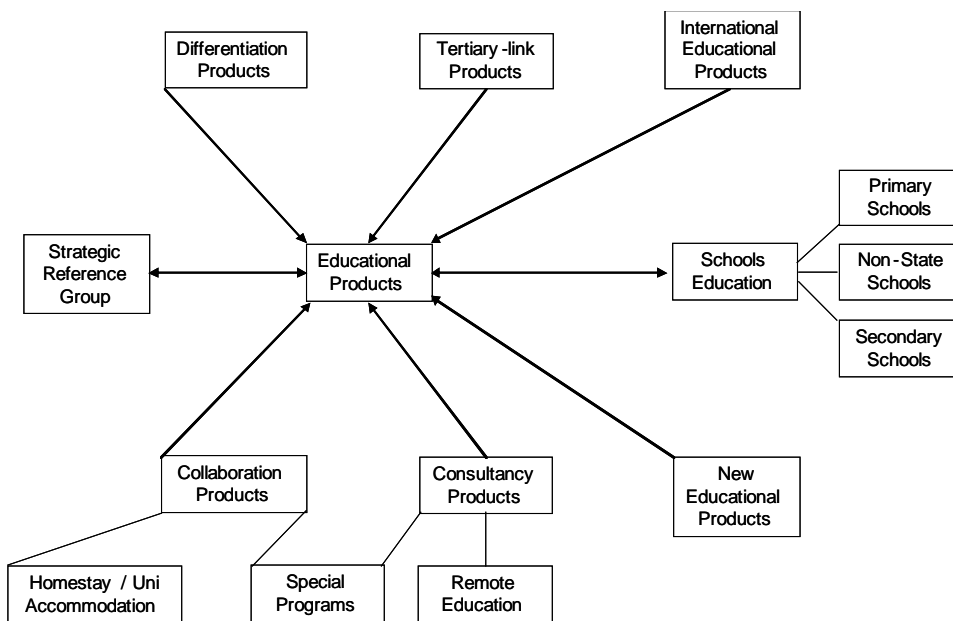 Differentiation
Products
Tertiary-link
Products
International
Educational
Products
Primary
Schools
Strategic
Reference
Group
Educational
Products
Schools
Education
Non-State
Schools
Secondary
Schools
Collaboration
Products
Consultancy
Products
New
Educational
Products
Homestay / Uni
Accommodation
Special
Programs
Remote
Education